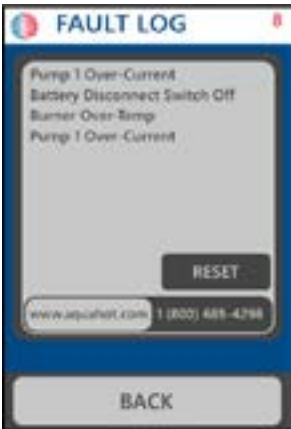 FAULT LOG 8
Pump 1 Over-Current
Battery Disconnect Switch Off
Burner Over-Temp
Pump 1 Over-Current
RESET
www.aquahot.com 1 (800) 685-4298
BACK